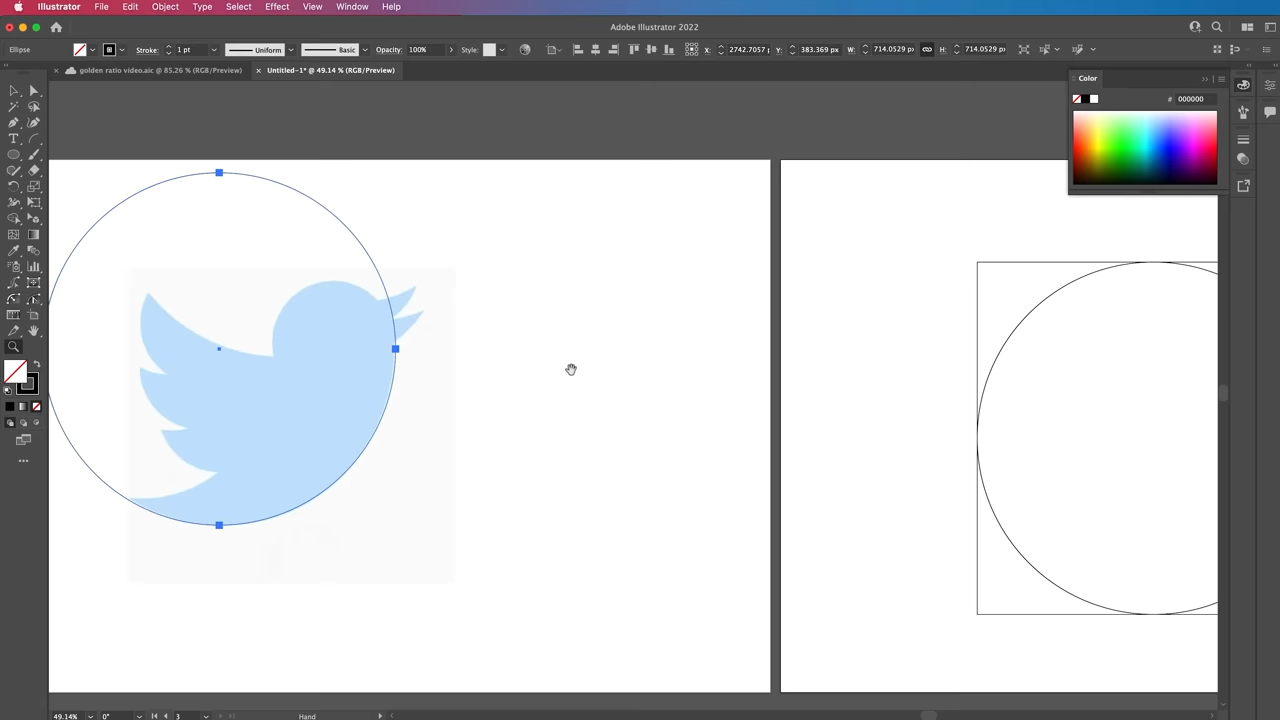 Illustrator File Edit Object Type Select Effect View Window Help
Adobe Illustrator 2022
Ellipse Stroke: 1 pt Uniform Basic Opacity: 100% Style: X: 2742.7057 Y: 383.369 px W: 714.0529 px H: 714.0529 px
× golden ratio video.aic @ 85.26 % (RGB/Preview) × Untitled-1* @ 49.14 % (RGB/Preview)
Color
# 000000
49.14% 0° 3 Hand